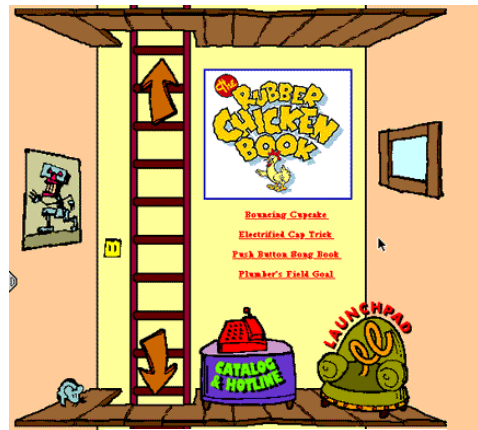 The
RUBBER
CHICKEN
BOOK
Bouncing Cupcake
Electrified Cap Trick
Push Button Song Book
Plumber's Field Goal
LAUNCHPAD
CATALOG
& HOTLINE